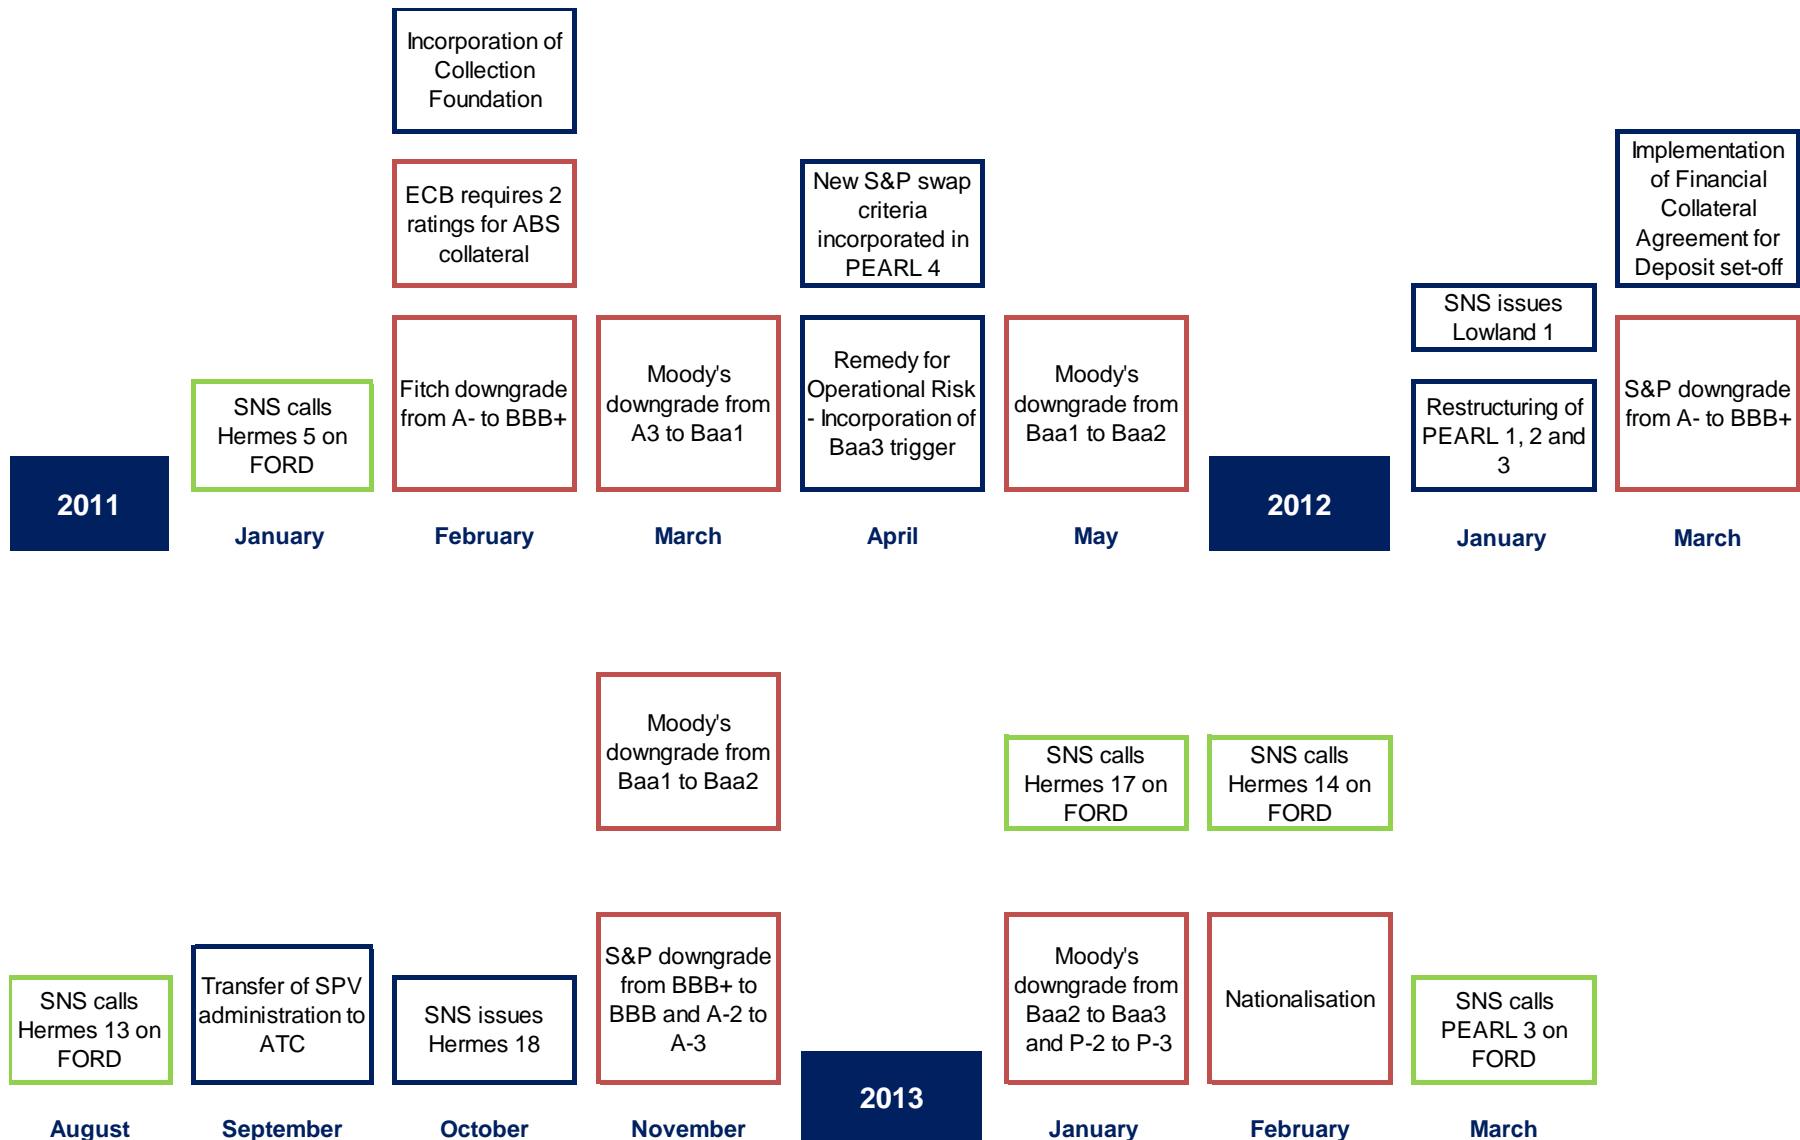 2011
SNS calls
Hermes 5 on
FORD
January
Incorporation of
Collection
Foundation
ECB requires 2
ratings for ABS
collateral
Fitch downgrade
from A- to BBB+
February
Moody's
downgrade from
A3 to Baa1
March
New S&P swap
criteria
incorporated in
PEARL 4
Remedy for
Operational Risk
- Incorporation of
Baa3 trigger
April
Moody's
downgrade from
Baa1 to Baa2
May
2012
SNS issues
Lowland 1
Restructuring of
PEARL 1, 2 and
3
January
Implementation
of Financial
Collateral
Agreement for
Deposit set-off
S&P downgrade
from A- to BBB+
March
SNS calls
Hermes 13 on
FORD
August
Transfer of SPV
administration to
ATC
September
SNS issues
Hermes 18
October
Moody's
downgrade from
Baa1 to Baa2
S&P downgrade
from BBB+ to
BBB and A-2 to
A-3
November
2013
SNS calls
Hermes 17 on
FORD
Moody's
downgrade from
Baa2 to Baa3
and P-2 to P-3
January
SNS calls
Hermes 14 on
FORD
Nationalisation
February
SNS calls
PEARL 3 on
FORD
March